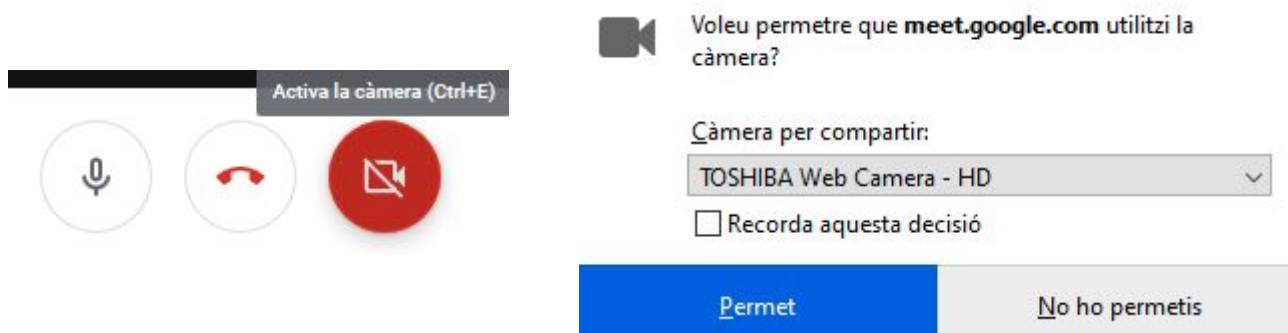 Activa la càmera (Ctrl+E)
Voleu permetre que meet.google.com utilitzi la
càmera?
Càmera per compartir:
TOSHIBA Web Camera - HD
Recorda aquesta decisió
Permet
No ho permetis